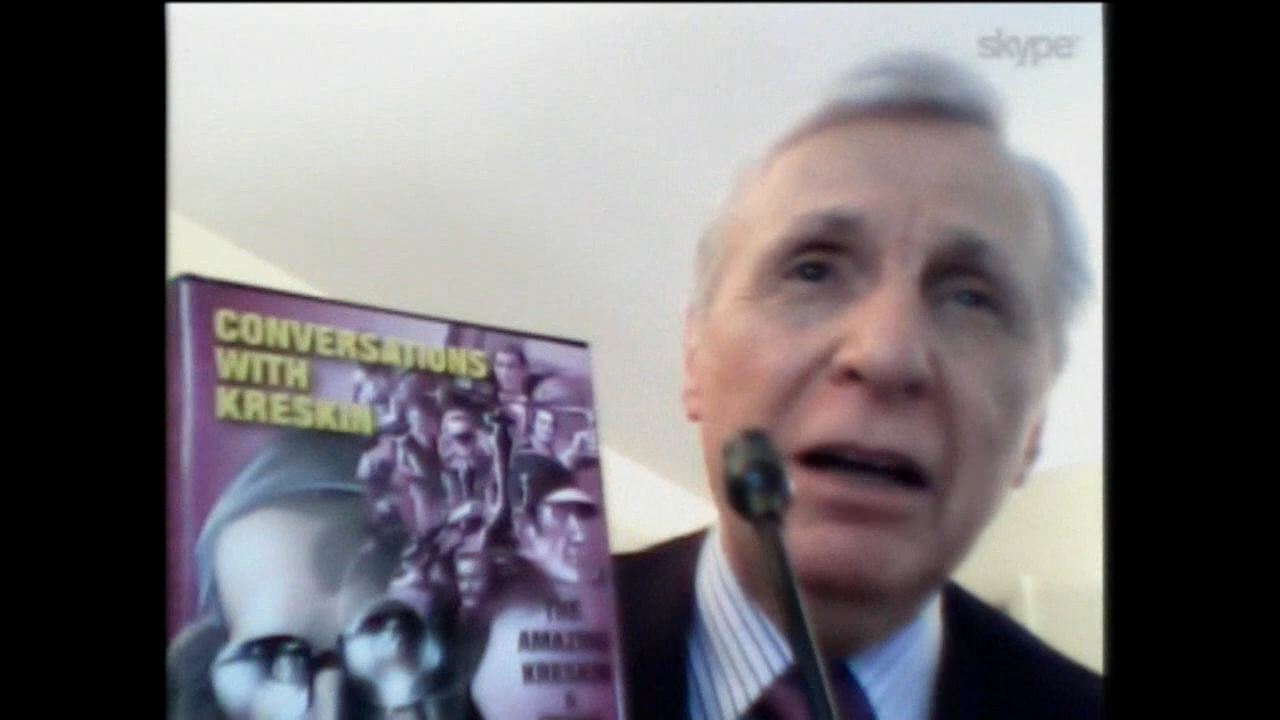 skype
CONVERSATIONS
WITH
KRESKIN
THE
AMAZING
KRESKIN
&